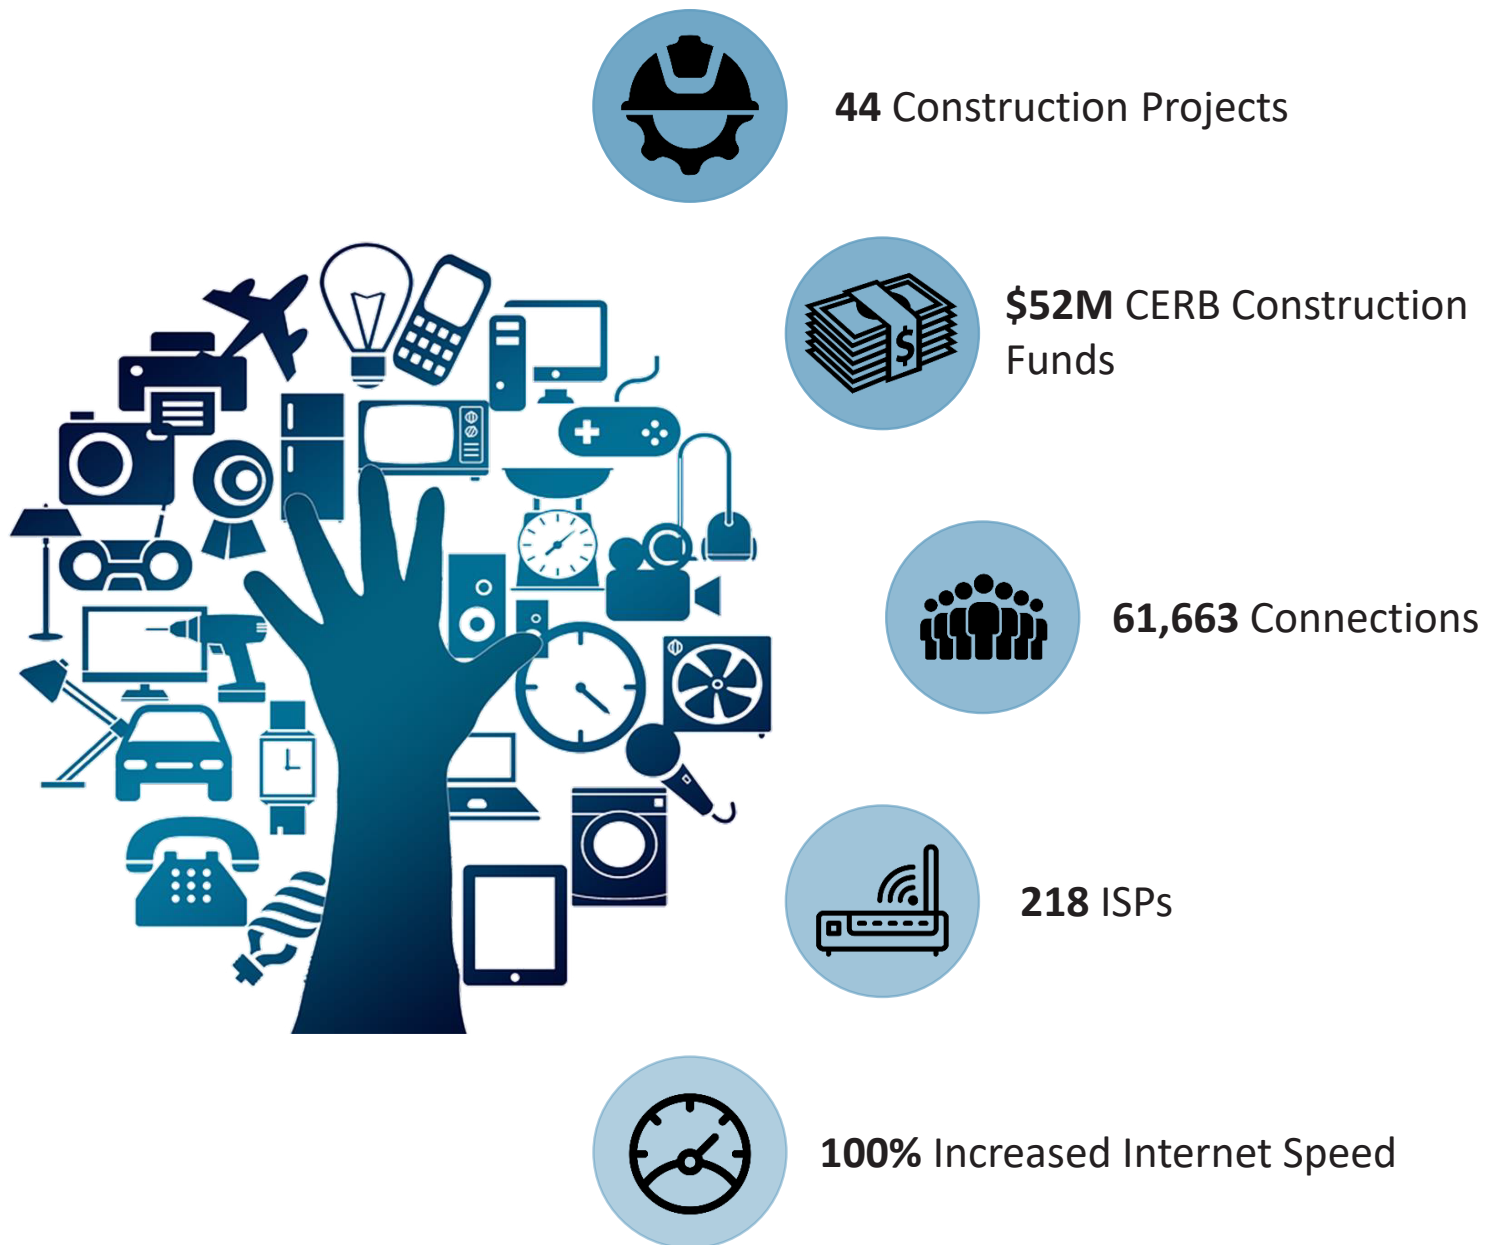 44 Construction Projects
$52M CERB Construction
Funds
61,663 Connections
218 ISPs
100% Increased Internet Speed